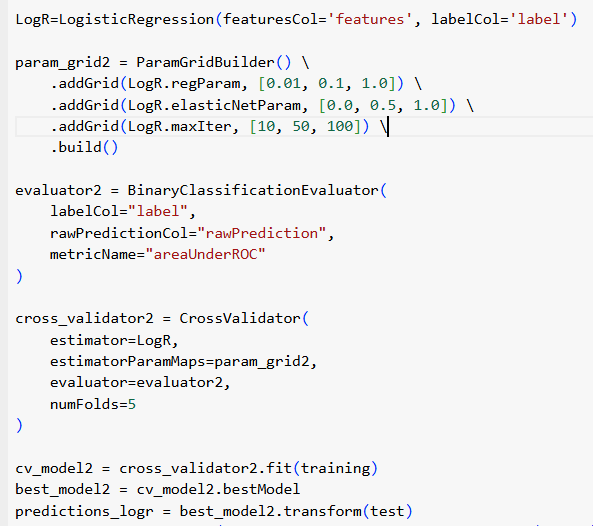 LogR=LogisticRegression(featuresCol='features', labelCol='label')
param_grid2 = ParamGridBuilder() \
    .addGrid(LogR.regParam, [0.01, 0.1, 1.0]) \
    .addGrid(LogR.elasticNetParam, [0.0, 0.5, 1.0]) \
    .addGrid(LogR.maxIter, [10, 50, 100]) \
    .build()
evaluator2 = BinaryClassificationEvaluator(
    labelCol="label",
    rawPredictionCol="rawPrediction",
    metricName="areaUnderROC"
)
cross_validator2 = CrossValidator(
    estimator=LogR,
    estimatorParamMaps=param_grid2,
    evaluator=evaluator2,
    numFolds=5
)
cv_model2 = cross_validator2.fit(training)
best_model2 = cv_model2.bestModel
predictions_logr = best_model2.transform(test)